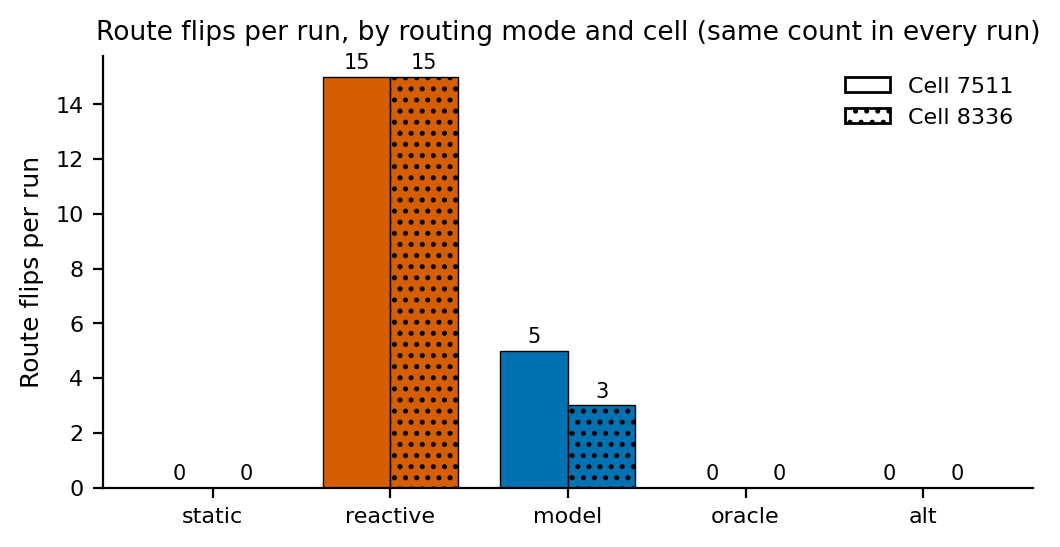 Route flips per run, by routing mode and cell (same count in every run)
Route flips per run
14
12
10
8
6
4
2
0
0 0 15 15 5 3 0 0 0 0
static reactive model oracle alt
Cell 7511
Cell 8336